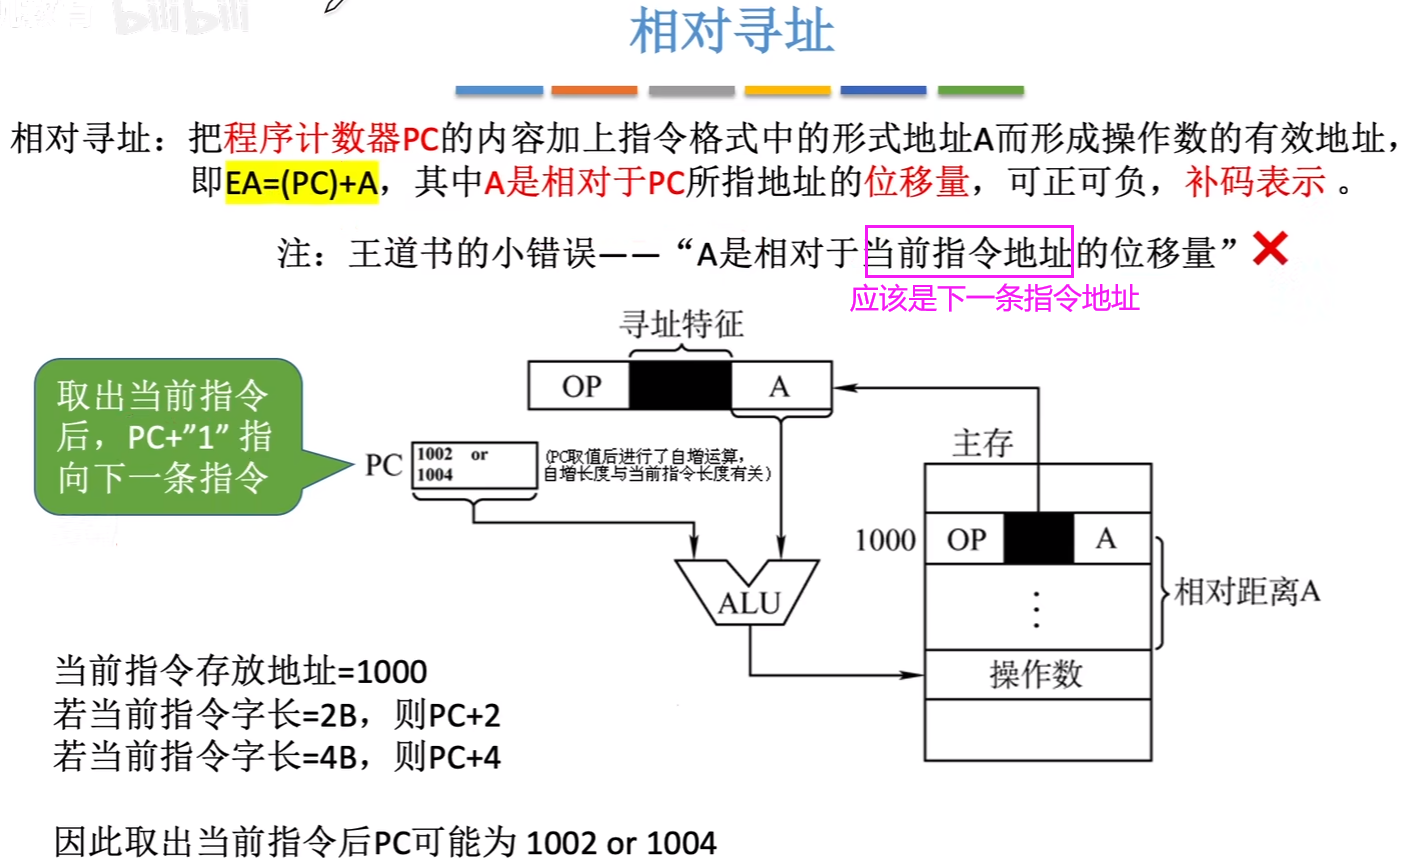 bilibili
相对寻址
相对寻址：把程序计数器PC的内容加上指令格式中的形式地址A而形成操作数的有效地址，
即EA=(PC)+A，其中A是相对于PC所指地址的位移量，可正可负，补码表示 。
注：王道书的小错误——“A是相对于当前指令地址的位移量”
应该是下一条指令地址
寻址特征
OP A
取出当前指令
后，PC+”1” 指
向下一条指令
PC
1002 or
1004
(PC取值后进行了自增运算，
自增长度与当前指令长度有关)
主存
1000 OP A
ALU
⋮
相对距离A
操作数
当前指令存放地址=1000
若当前指令字长=2B，则PC+2
若当前指令字长=4B，则PC+4
因此取出当前指令后PC可能为 1002 or 1004